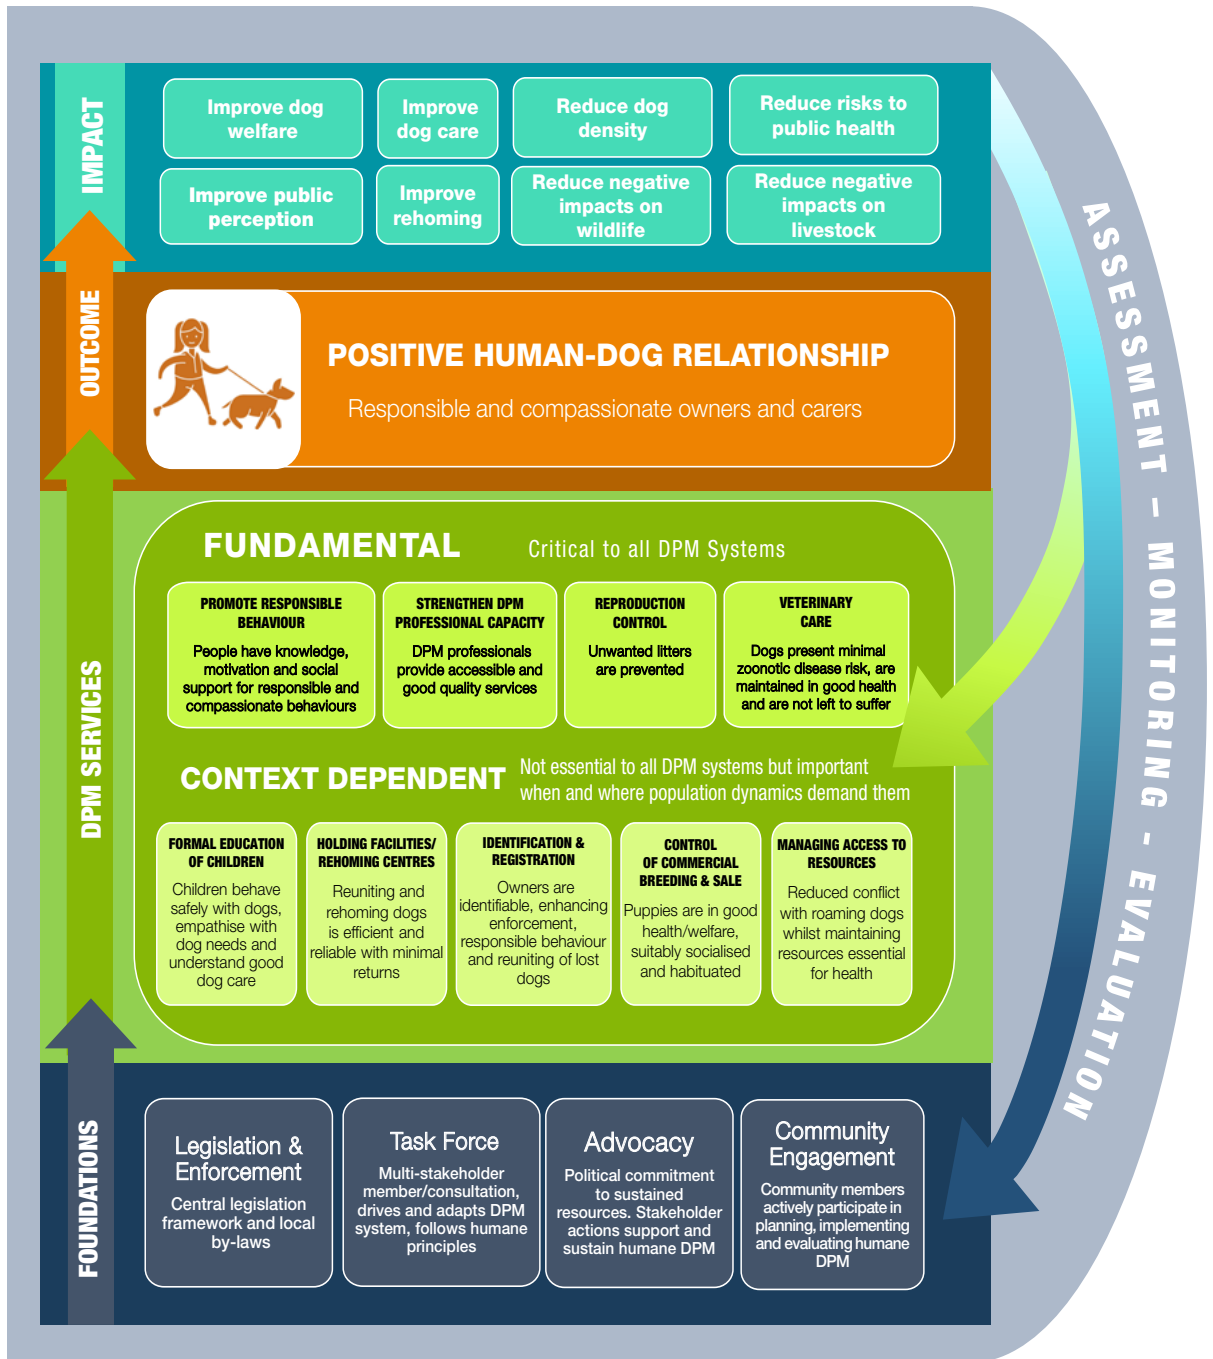 IMPACT
Improve dog
welfare
Improve
dog care
Reduce dog
density
Reduce risks to
public health
Improve public
perception
Improve
rehoming
Reduce negative
impacts on
wildlife
Reduce negative
impacts on
livestock
OUTCOME
POSITIVE HUMAN-DOG RELATIONSHIP
Responsible and compassionate owners and carers
DPM SERVICES
FUNDAMENTAL
Critical to all DPM Systems
PROMOTE RESPONSIBLE
BEHAVIOUR
People have knowledge,
motivation and social
support for responsible and
compassionate behaviours
STRENGTHEN DPM
PROFESSIONAL CAPACITY
DPM professionals
provide accessible and
good quality services
REPRODUCTION
CONTROL
Unwanted litters
are prevented
VETERINARY
CARE
Dogs present minimal
zoonotic disease risk, are
maintained in good health
and are not left to suffer
CONTEXT DEPENDENT
Not essential to all DPM systems but important
when and where population dynamics demand them
FORMAL EDUCATION
OF CHILDREN
Children behave
safely with dogs,
empathise with
dog needs and
understand good
dog care
HOLDING FACILITIES/
REHOMING CENTRES
Reuniting and
rehoming dogs
is efficient and
reliable with minimal
returns
IDENTIFICATION &
REGISTRATION
Owners are
identifiable, enhancing
enforcement,
responsible behaviour
and reuniting of lost
dogs
CONTROL
OF COMMERCIAL
BREEDING & SALE
Puppies are in good
health/welfare,
suitably socialised
and habituated
MANAGING ACCESS TO
RESOURCES
Reduced conflict
with roaming dogs
whilst maintaining
resources essential
for health
FOUNDATIONS
Legislation &
Enforcement
Central legislation
framework and local
by-laws
Task Force
Multi-stakeholder
member/consultation,
drives and adapts DPM
system, follows humane
principles
Advocacy
Political commitment
to sustained
resources. Stakeholder
actions support and
sustain humane DPM
Community
Engagement
Community members
actively participate in
planning, implementing
and evaluating humane
DPM
ASSESSMENT – MONITORING - EVALUATION